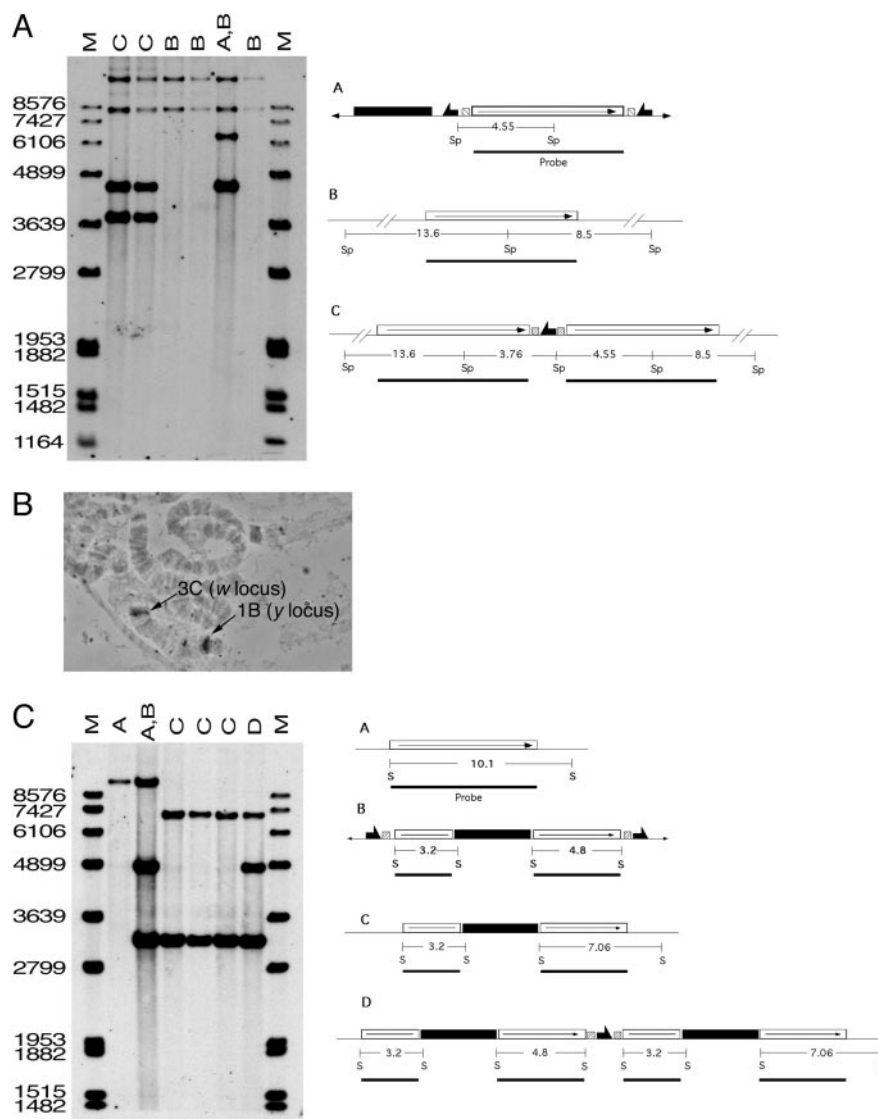 A
M C C B B A,B B M
8576
7427
6106
4899
3639
2799
1953
1882
1515
1482
1164
A
4.55
Sp Sp
Probe
B
13.6 8.5
Sp Sp Sp
C
13.6 3.76 4.55 8.5
Sp Sp Sp Sp Sp
B
3C (w locus)
1B (y locus)
C
M A A,B C C C D M
8576
7427
6106
4899
3639
2799
1953
1882
1515
1482
A
10.1
S S
Probe
B
3.2 4.8
S S S S
C
3.2 7.06
S S S S
D
3.2 4.8 3.2 7.06
S S S S S S S S